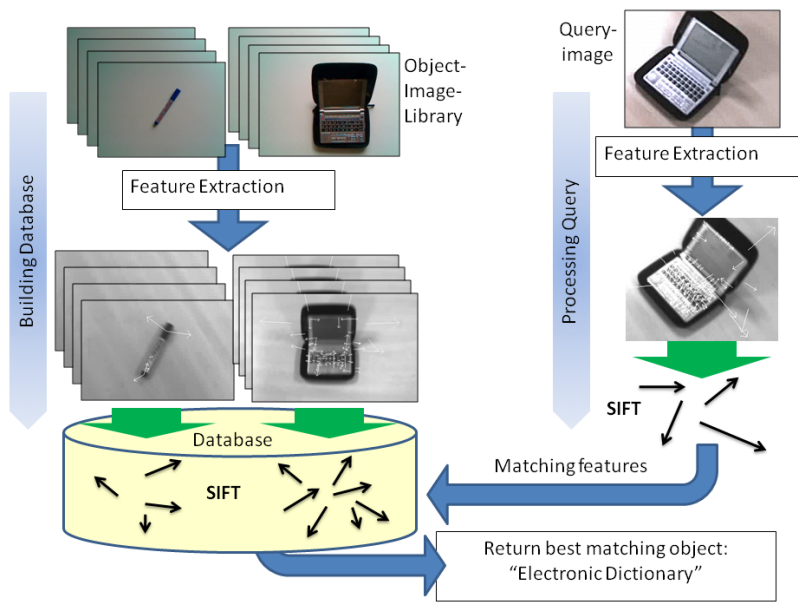 Object-
Image-
Library
Query-
image
Feature Extraction
Feature Extraction
Building Database
Processing Query
SIFT
Database
SIFT
Matching features
Return best matching object:
“Electronic Dictionary”